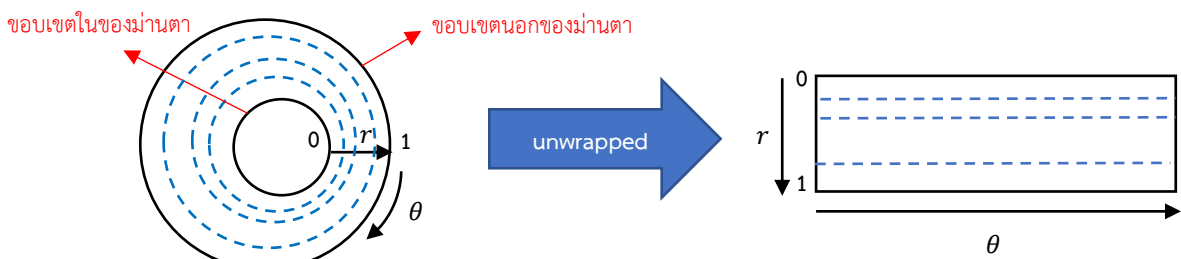 ขอบเขตในของม่านตา
ขอบเขตนอกของม่านตา
0 r 1
θ
unwrapped
0
r
1
θ